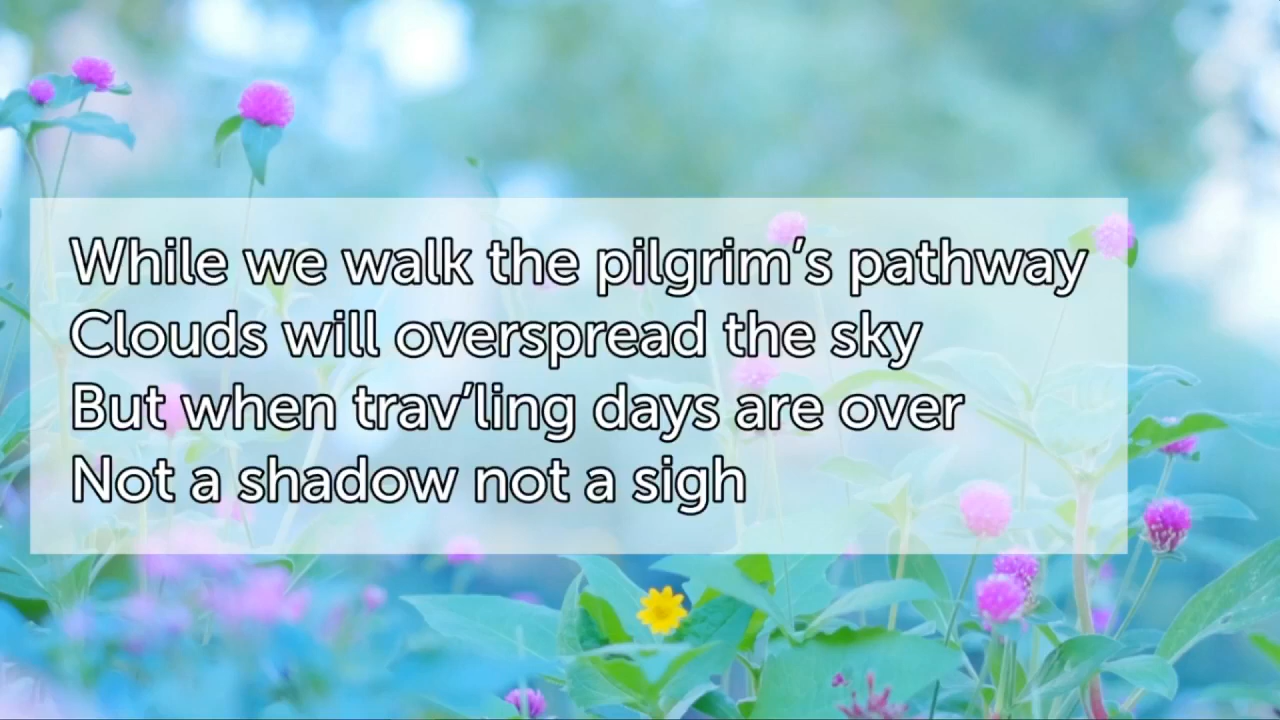 While we walk the pilgrim’s pathway
Clouds will overspread the sky
But when trav’ling days are over
Not a shadow not a sigh